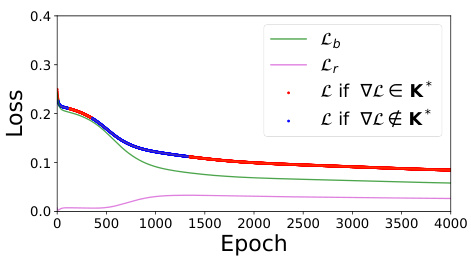 0.4
0.3
0.2
0.1
0.0
Loss
0 500 1000 1500 2000 2500 3000 3500 4000
Epoch
ℒ_b
ℒ_r
ℒ if ∇ℒ ∈ K*
ℒ if ∇ℒ ∉ K*